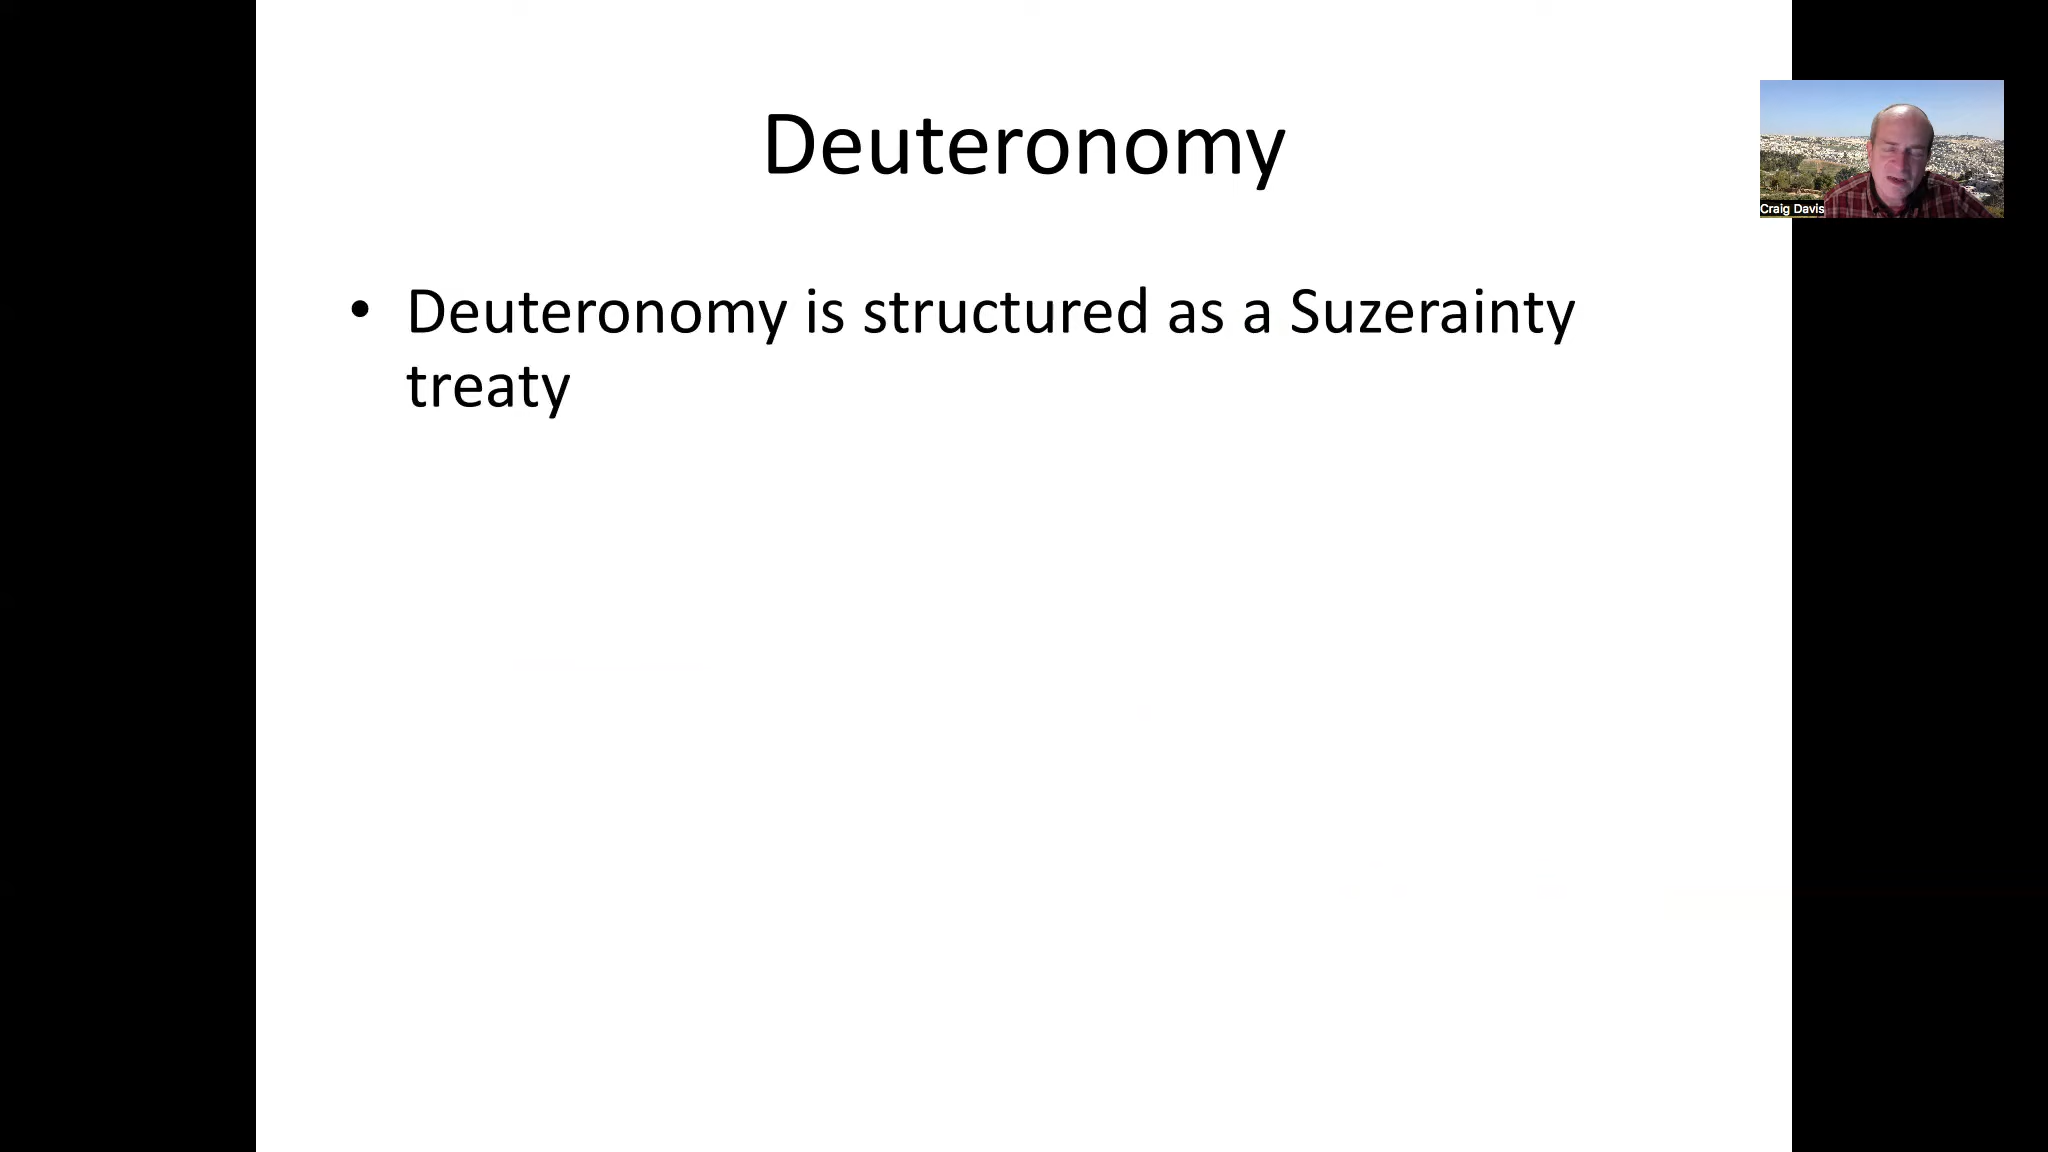 Deuteronomy
Craig Davis
• Deuteronomy is structured as a Suzerainty
treaty